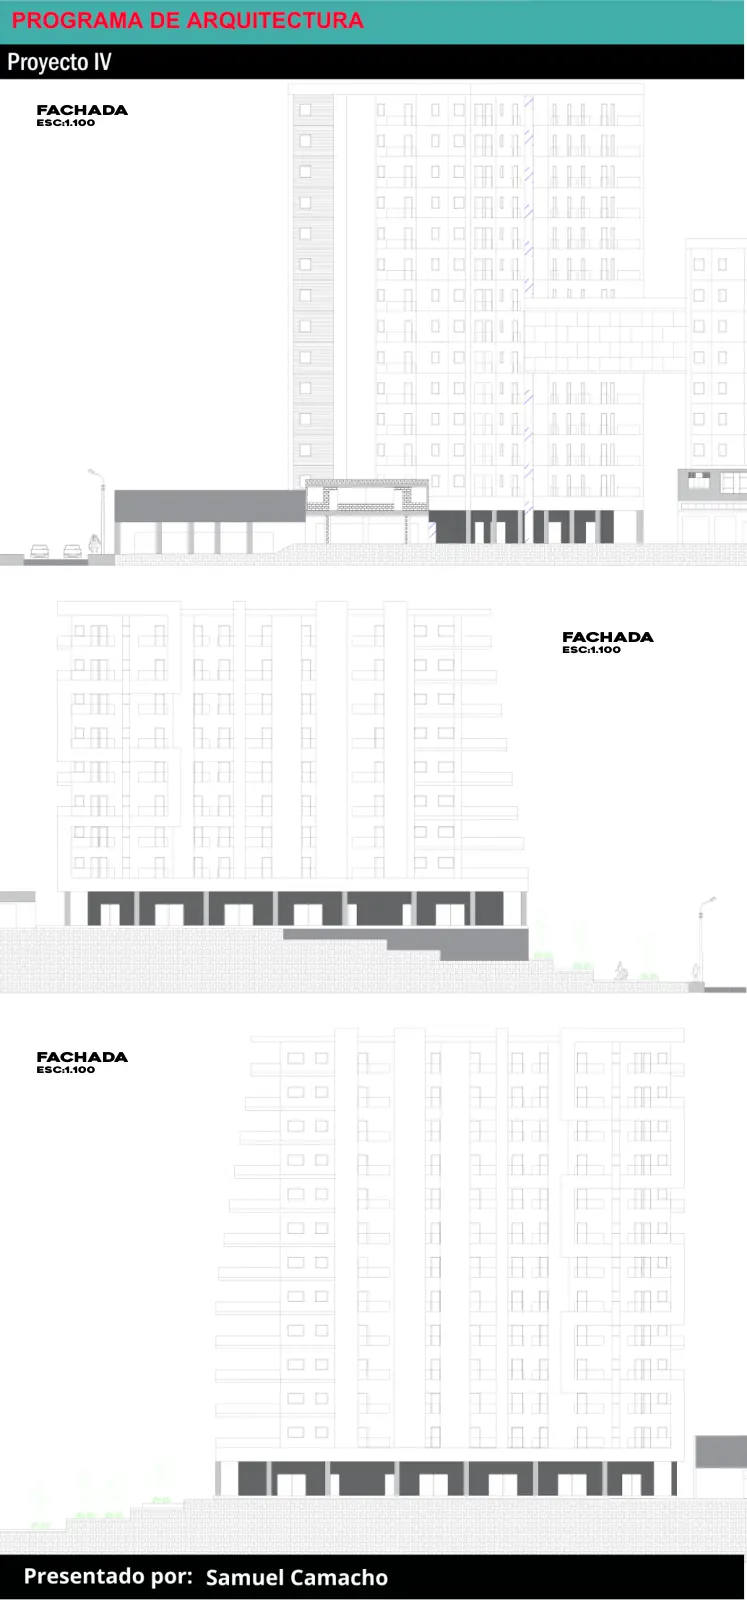 PROGRAMA DE ARQUITECTURA
Proyecto IV
FACHADA
ESC:1.100
FACHADA
ESC:1.100
FACHADA
ESC:1.100
Presentado por: Samuel Camacho